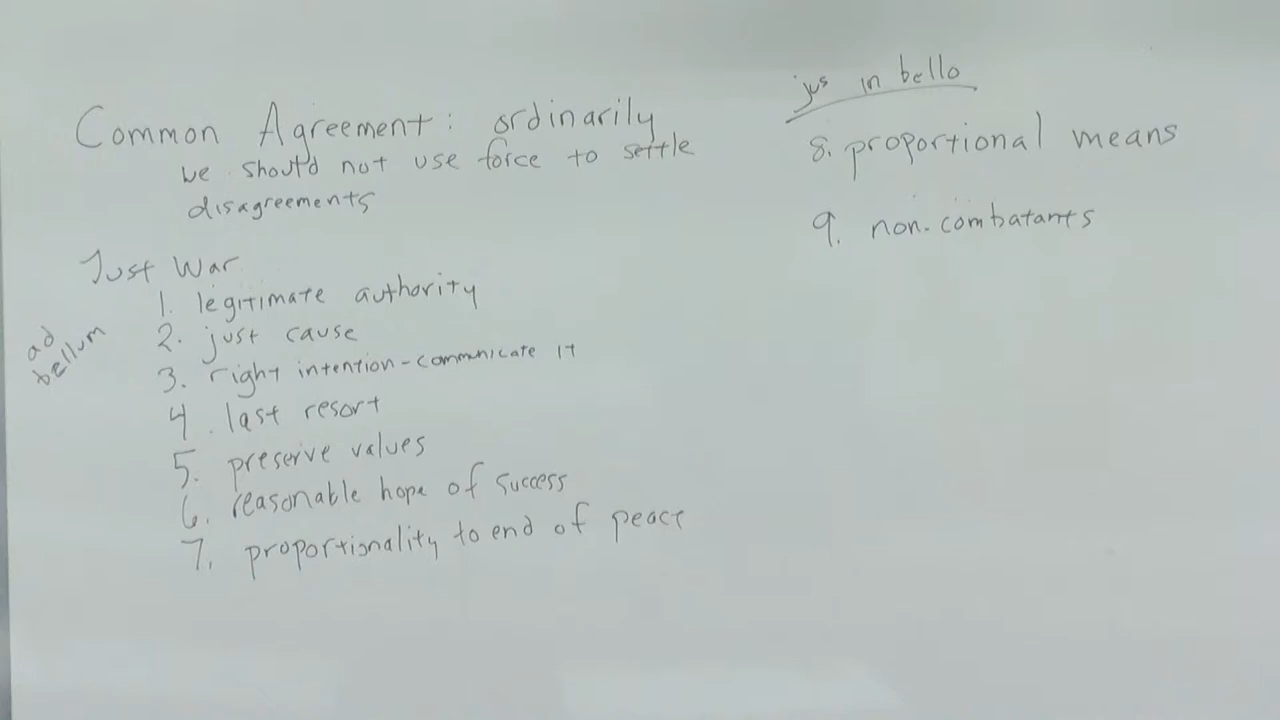 Common Agreement: ordinarily
we should not use force to settle
disagreements
Just War
ad
bellum
1. legitimate authority
2. just cause
3. right intention - communicate it
4. last resort
5. preserve values
6. reasonable hope of success
7. proportionality to end of peace
jus in bello
8. proportional means
9. non-combatants